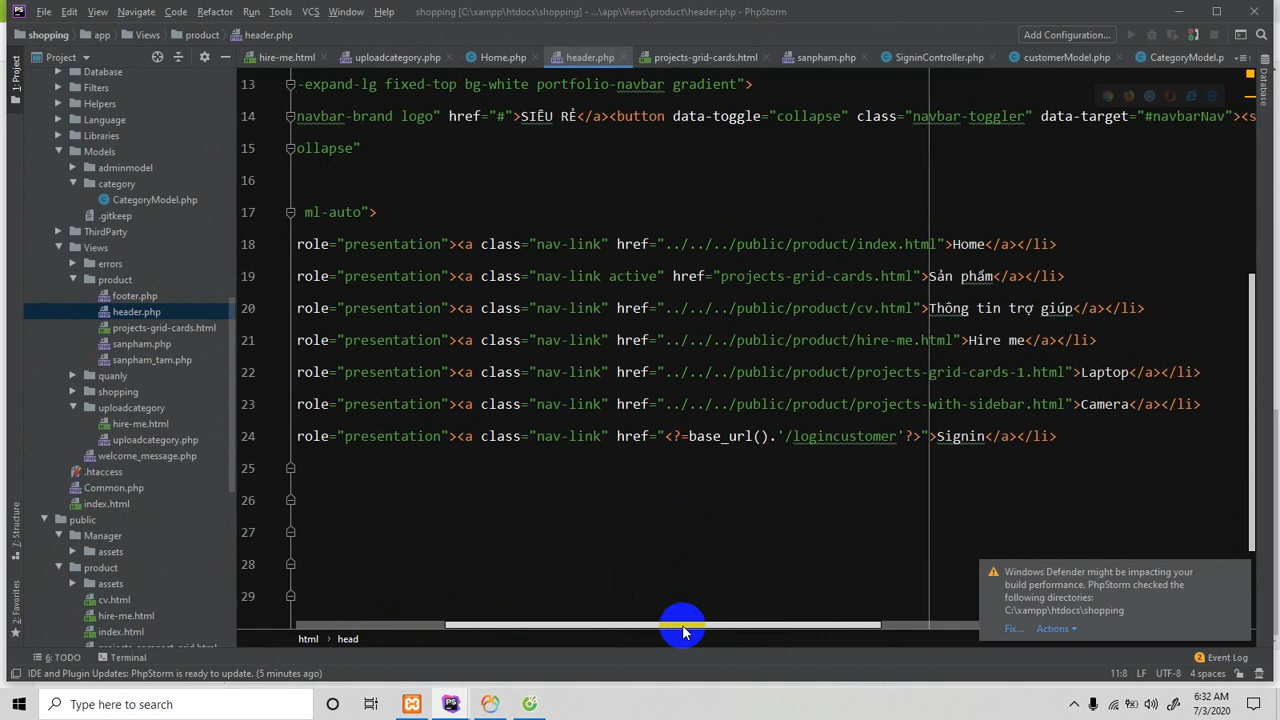 File Edit View Navigate Code Refactor Run Tools VCS Window Help shopping [C:\xampp\htdocs\shopping] - ...\app\Views\product\header.php - PhpStorm
shopping app Views product header.php Add Configuration...
Project hire-me.html uploadcategory.php Home.php header.php projects-grid-cards.html sanpham.php SigninController.php customerModel.php CategoryModel.p
1: Project
Database
Filters
Helpers
Language
Libraries
Models
adminmodel
category
CategoryModel.php
.gitkeep
ThirdParty
Views
errors
product
footer.php
header.php
projects-grid-cards.html
sanpham.php
sanpham_tam.php
quanly
shopping
uploadcategory
hire-me.html
uploadcategory.php
welcome_message.php
.htaccess
Common.php
index.html
public
Manager
assets
product
assets
cv.html
hire-me.html
index.html
7: Structure
2: Favorites
Database
13 -expand-lg fixed-top bg-white portfolio-navbar gradient">
14 navbar-brand logo" href="#">SIÊU RẺ</a><button data-toggle="collapse" class="navbar-toggler" data-target="#navbarNav"><s
15 ollapse"
16
17 ml-auto">
18 role="presentation"><a class="nav-link" href="../../../public/product/index.html">Home</a></li>
19 role="presentation"><a class="nav-link active" href="projects-grid-cards.html">Sản phẩm</a></li>
20 role="presentation"><a class="nav-link" href="../../../public/product/cv.html">Thông tin trợ giúp</a></li>
21 role="presentation"><a class="nav-link" href="../../../public/product/hire-me.html">Hire me</a></li>
22 role="presentation"><a class="nav-link" href="../../../public/product/projects-grid-cards-1.html">Laptop</a></li>
23 role="presentation"><a class="nav-link" href="../../../public/product/projects-with-sidebar.html">Camera</a></li>
24 role="presentation"><a class="nav-link" href="<?=base_url().'/logincustomer'?>">Signin</a></li>
25
26
27
28
29
Windows Defender might be impacting your
build performance. PhpStorm checked the
following directories:
C:\xampp\htdocs\shopping
Fix... Actions
html head
6: TODO Terminal 2 Event Log
IDE and Plugin Updates: PhpStorm is ready to update. (5 minutes ago) 11:8 LF UTF-8 4 spaces
Type here to search
6:32 AM
7/3/2020